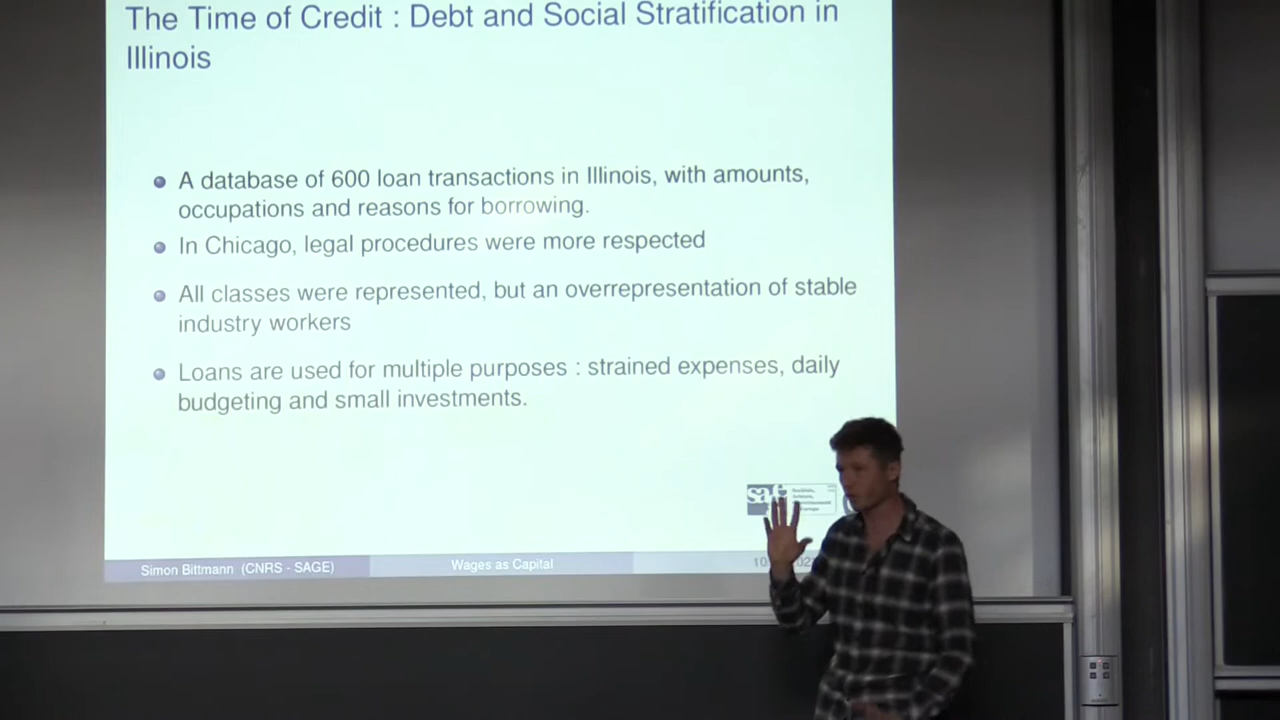 The Time of Credit : Debt and Social Stratification in
Illinois
A database of 600 loan transactions in Illinois, with amounts,
occupations and reasons for borrowing.
In Chicago, legal procedures were more respected
All classes were represented, but an overrepresentation of stable
industry workers
Loans are used for multiple purposes : strained expenses, daily
budgeting and small investments.
Simon Bittmann (CNRS - SAGE)
Wages as Capital
10